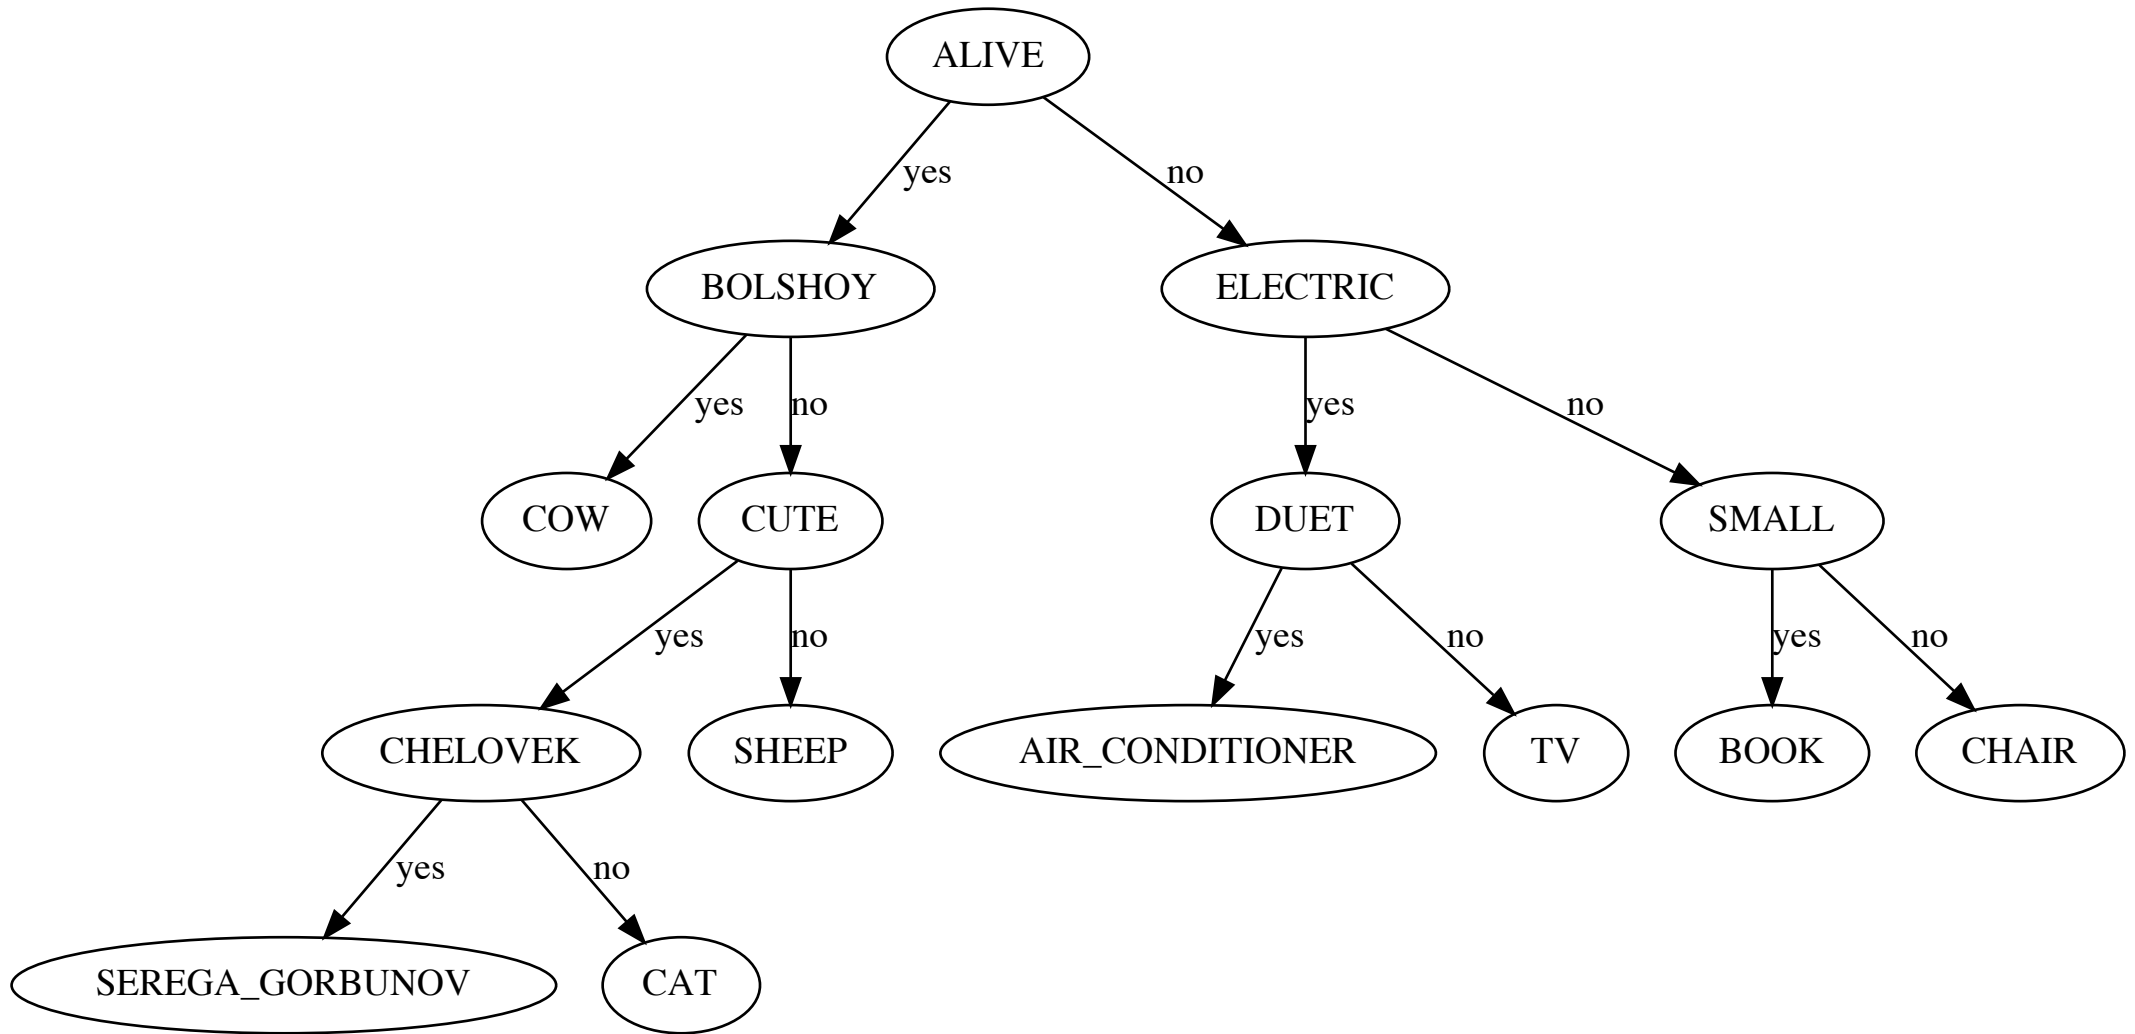 ALIVE
yes
no
BOLSHOY
ELECTRIC
yes
no
yes
no
COW
CUTE
DUET
SMALL
yes
no
yes
no
yes
no
CHELOVEK
SHEEP
AIR_CONDITIONER
TV
BOOK
CHAIR
yes
no
SEREGA_GORBUNOV
CAT